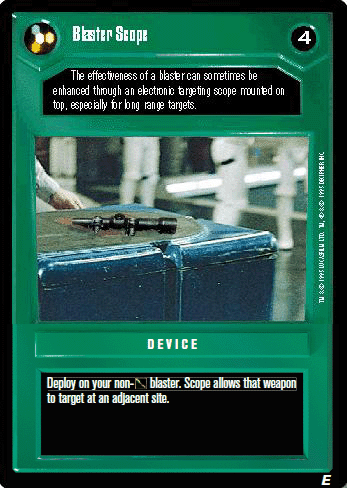 Blaster Scope
4
The effectiveness of a blaster can sometimes be
enhanced through an electronic targeting scope mounted on
top, especially for long range targets.
DEVICE
Deploy on your non- blaster. Scope allows that weapon
to target at an adjacent site.
E